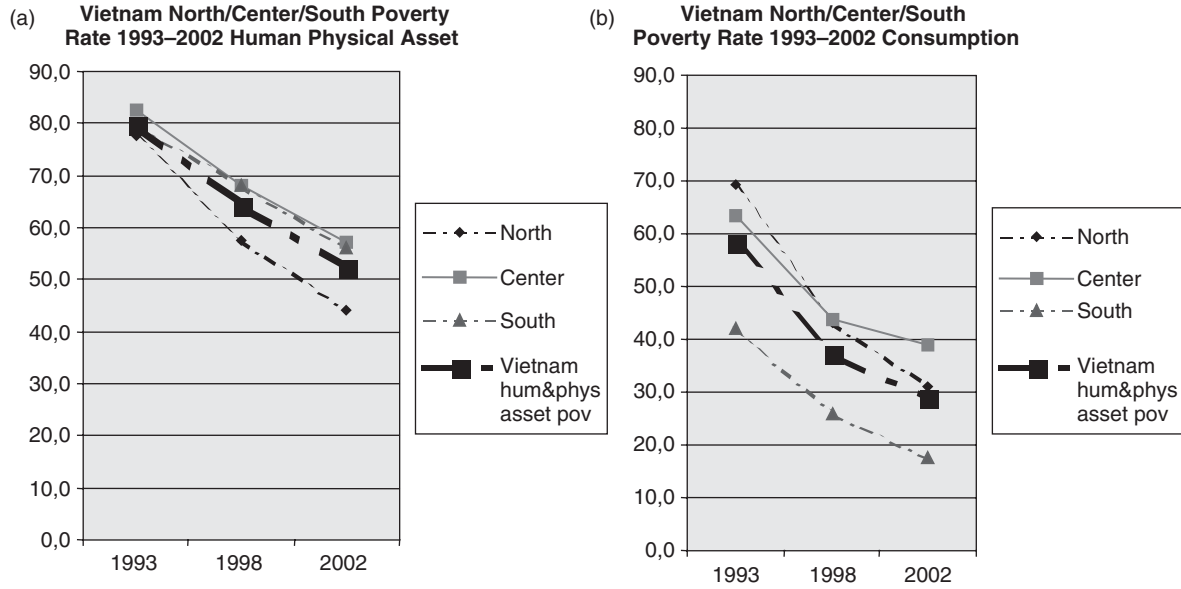 (a)
Vietnam North/Center/South Poverty
Rate 1993–2002 Human Physical Asset
90,0
80,0
70,0
60,0
50,0
40,0
30,0
20,0
10,0
0,0
1993
1998
2002
North
Center
South
Vietnam
hum&phys
asset pov
(b)
Vietnam North/Center/South
Poverty Rate 1993–2002 Consumption
90,0
80,0
70,0
60,0
50,0
40,0
30,0
20,0
10,0
0,0
1993
1998
2002
North
Center
South
Vietnam
hum&phys
asset pov